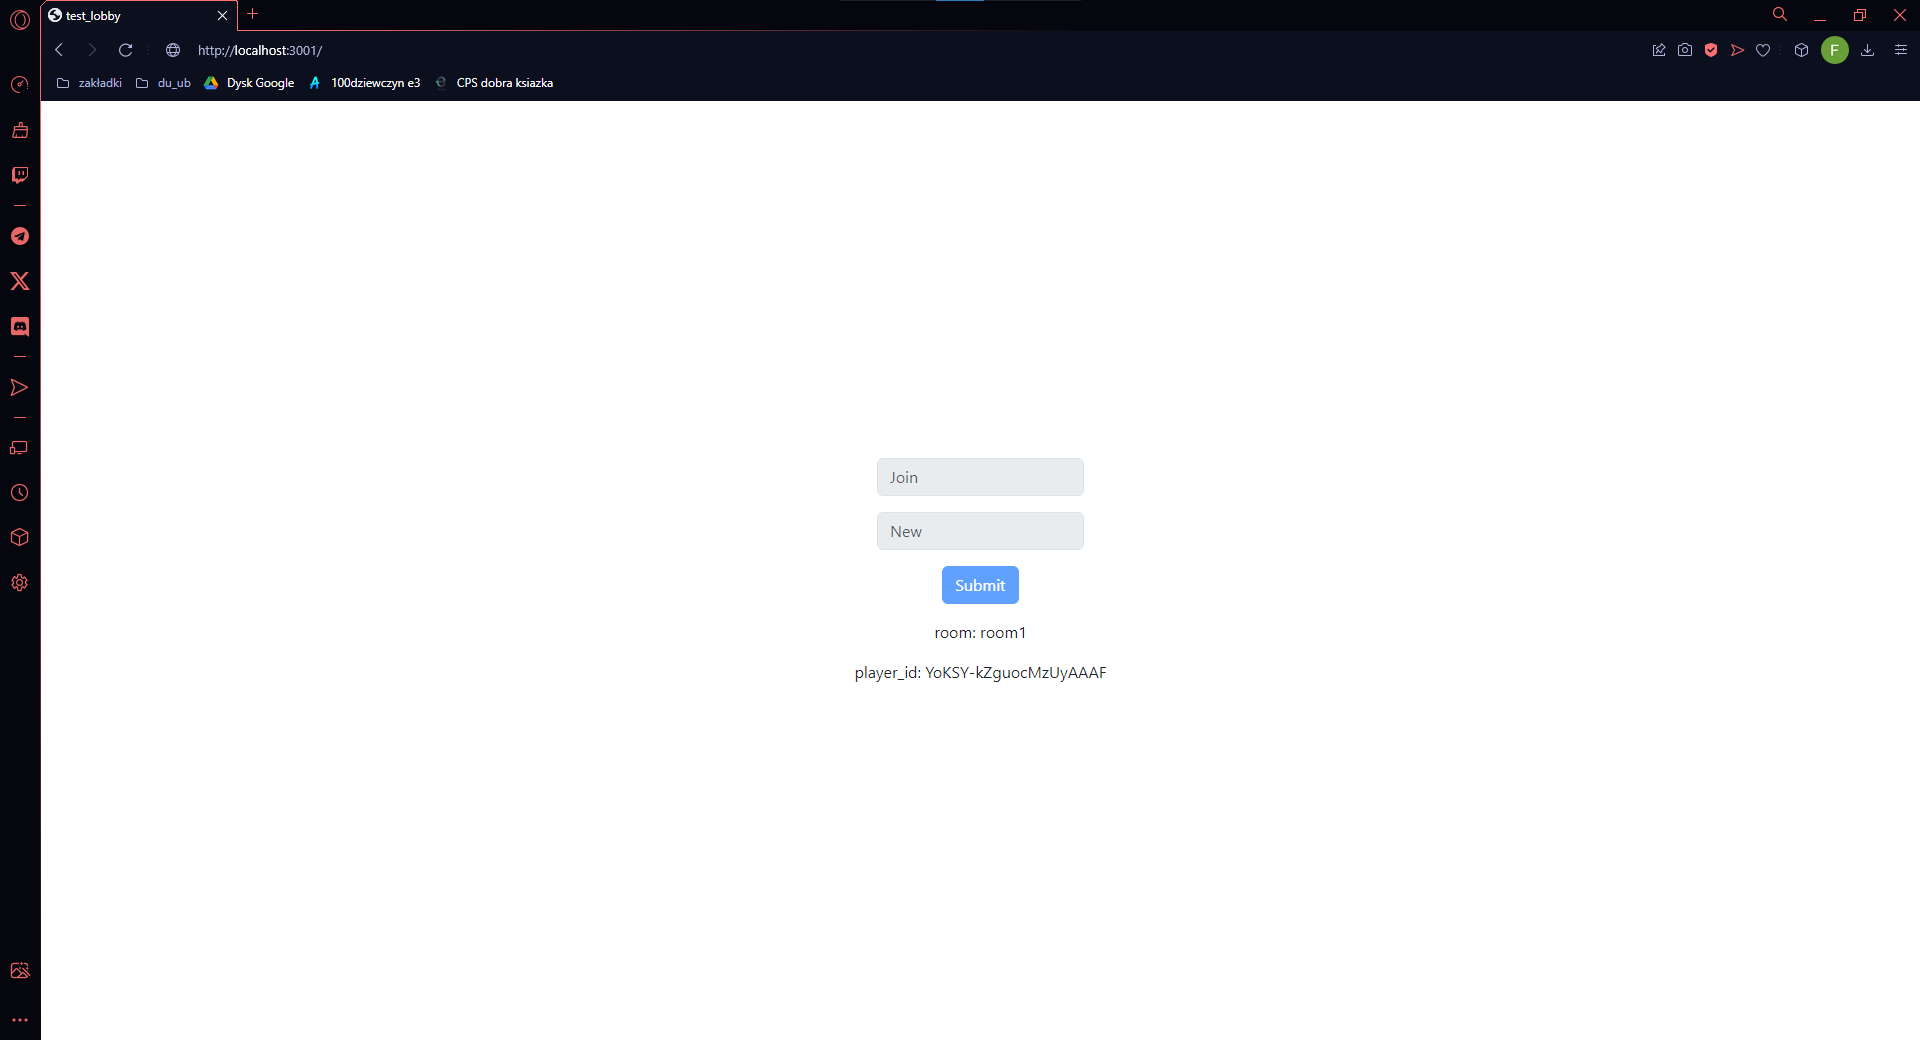 test_lobby
http://localhost:3001/
F
zakładki du_ub Dysk Google 100dziewczyn e3 CPS dobra ksiazka
Join
New
Submit
room: room1
player_id: YoKSY-kZguocMzUyAAAF